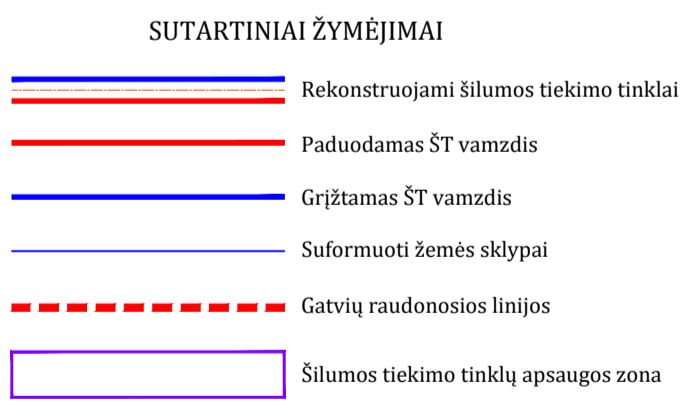 SUTARTINIAI ŽYMĖJIMAI
Rekonstruojami šilumos tiekimo tinklai
Paduodamas ŠT vamzdis
Grįžtamas ŠT vamzdis
Suformuoti žemės sklypai
Gatvių raudonosios linijos
Šilumos tiekimo tinklų apsaugos zona